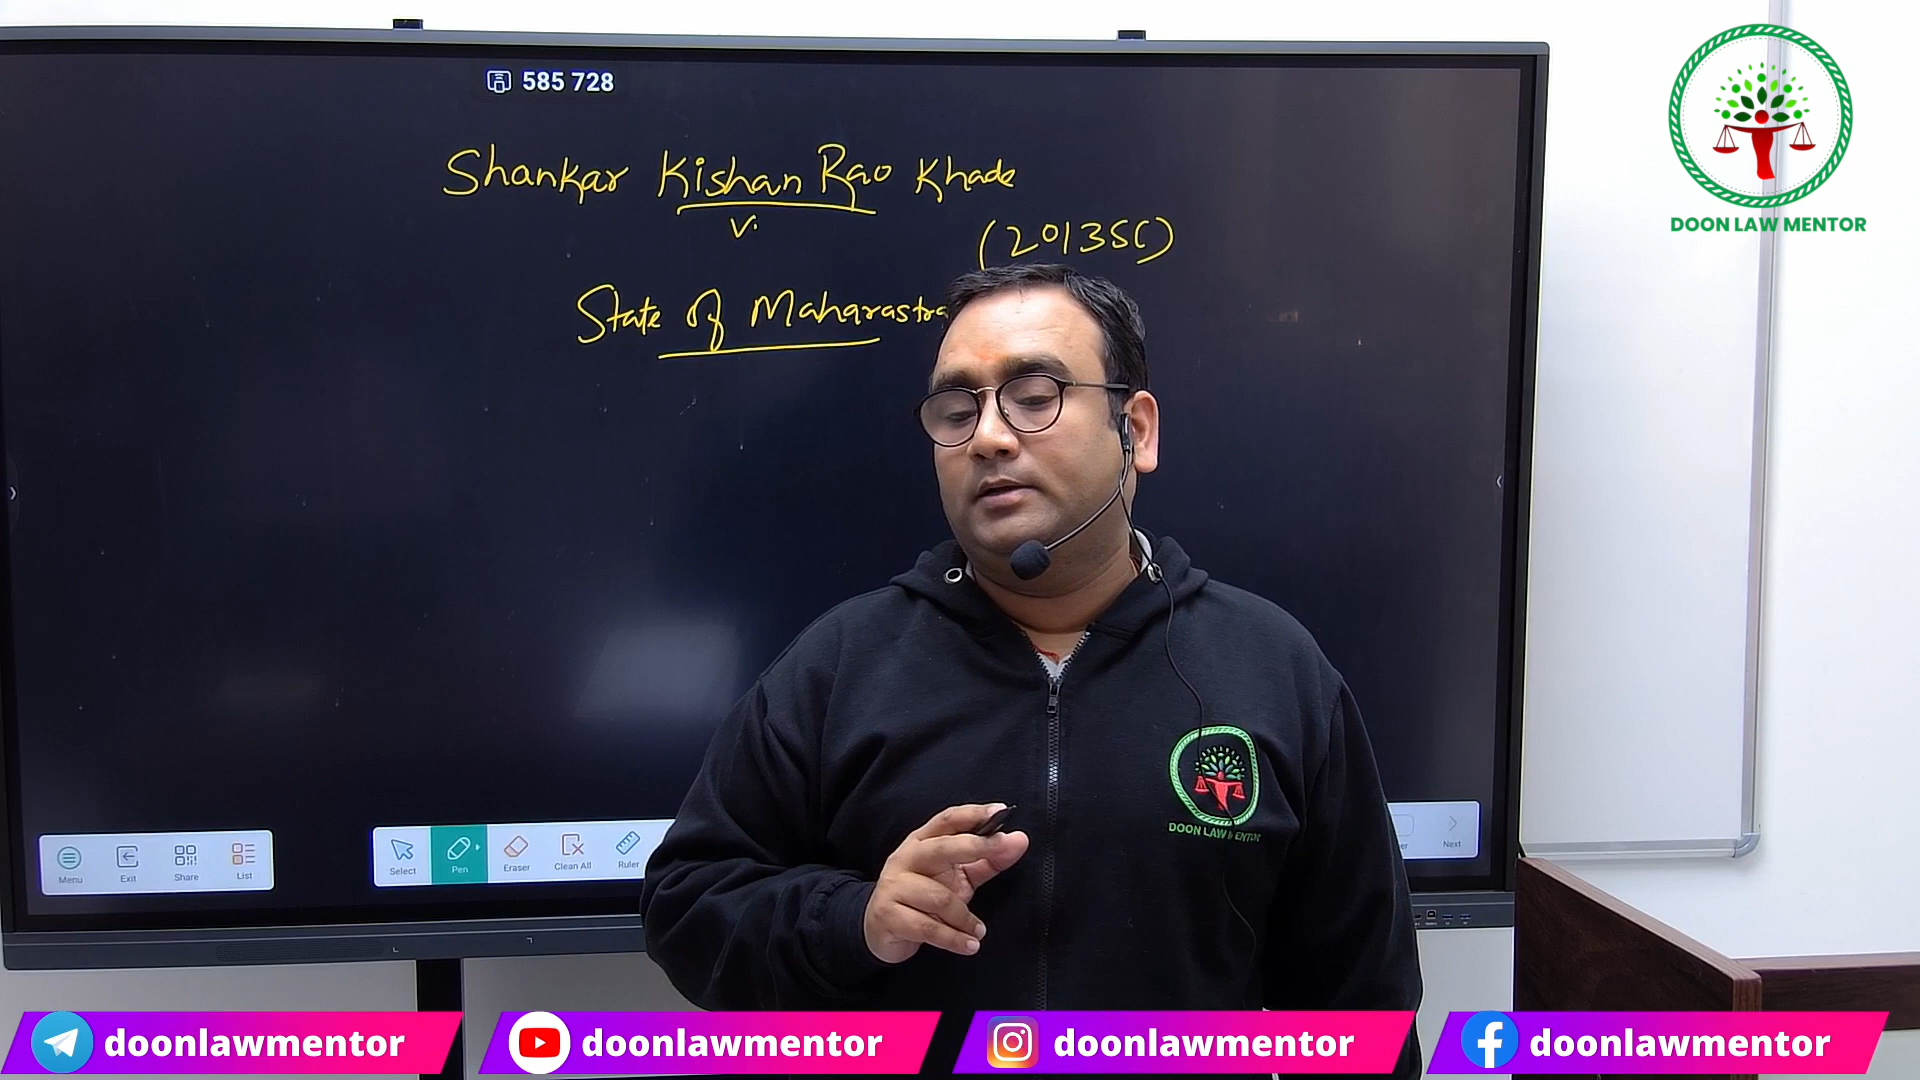 585 728
Shankar Kishan Rao Khade
v.
(2013SC)
State of Maharastra
DOON LAW MENTOR
DOON LAW MENTOR
Menu
Exit
Share
List
Select
Pen
Eraser
Clean All
Ruler
Next
doonlawmentor
doonlawmentor
doonlawmentor
doonlawmentor